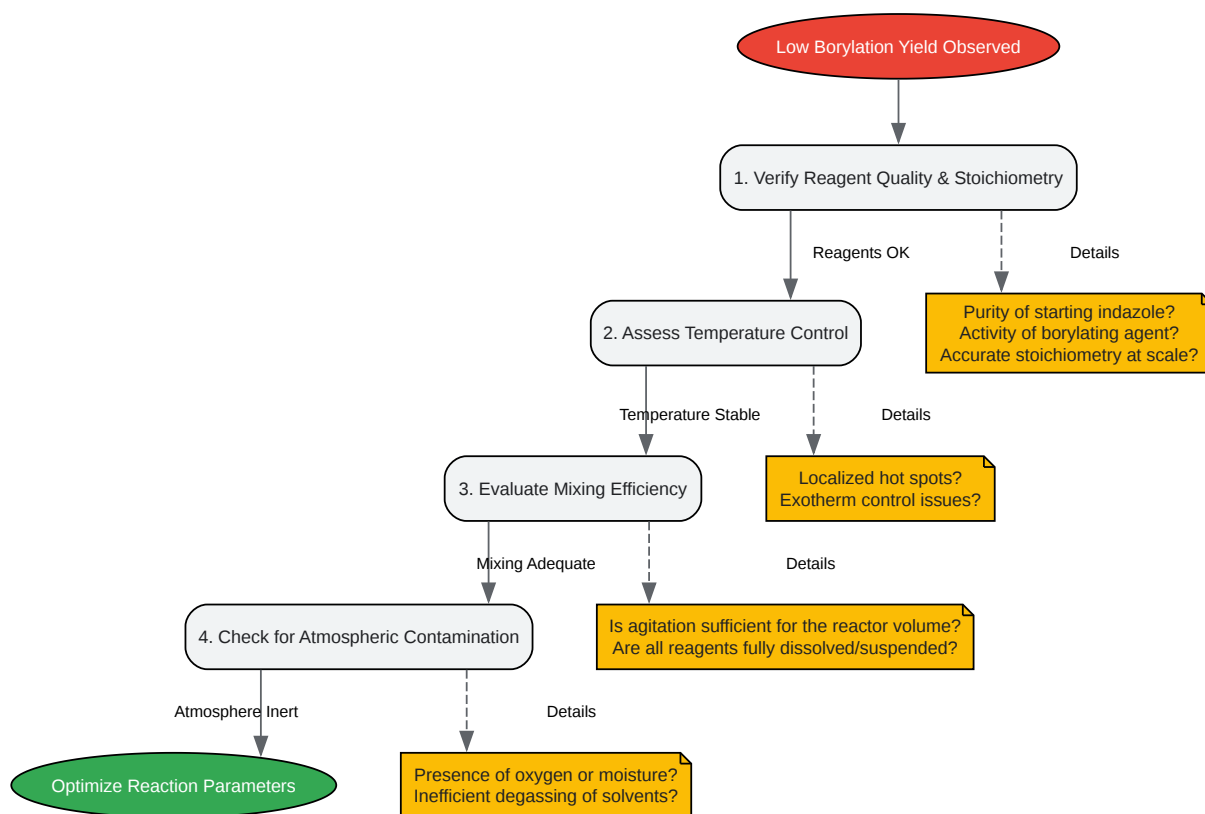 Low Borylation Yield Observed
1. Verify Reagent Quality & Stoichiometry
Reagents OK
Details
Purity of starting indazole?
Activity of borylating agent?
Accurate stoichiometry at scale?
2. Assess Temperature Control
Temperature Stable
Details
Localized hot spots?
Exotherm control issues?
3. Evaluate Mixing Efficiency
Mixing Adequate
Details
Is agitation sufficient for the reactor volume?
Are all reagents fully dissolved/suspended?
4. Check for Atmospheric Contamination
Atmosphere Inert
Details
Presence of oxygen or moisture?
Inefficient degassing of solvents?
Optimize Reaction Parameters